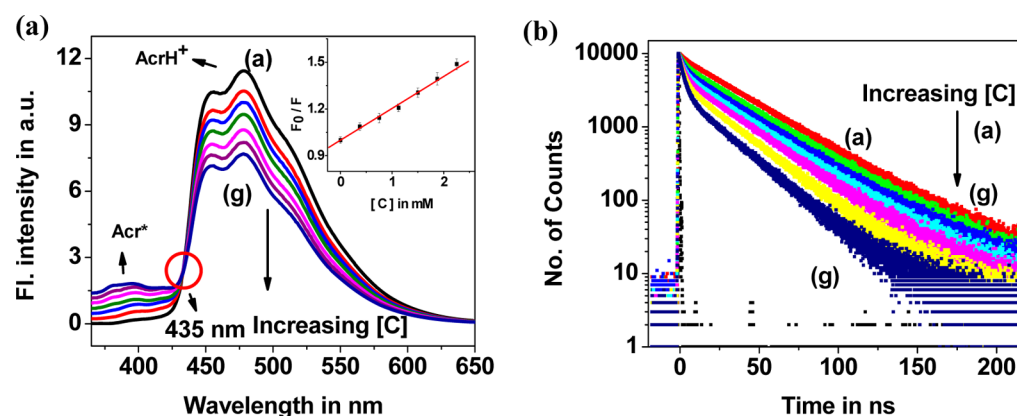 (a)
Fl. intensity in a.u.
12
9
6
3
0
AcrH+
(a)
(g)
Acr*
435 nm
Increasing [C]
400 450 500 550 600 650
Wavelength in nm
F0 / F
1.5
1.2
0.9
0 1 2
[ C ] in mM
(b)
No. of Counts
10000
1000
100
10
1
Increasing [C]
(a)
(a)
(g)
(g)
0 50 100 150 200
Time in ns